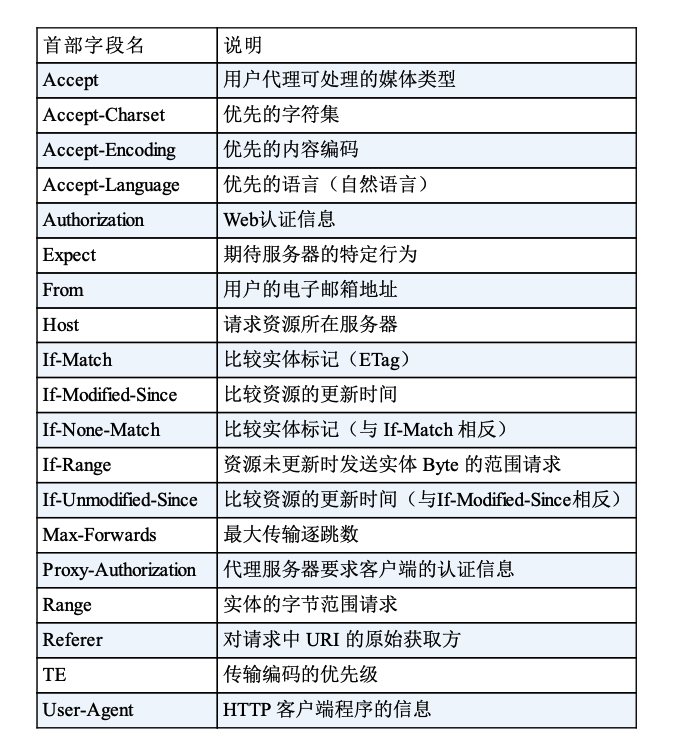 首部字段名 说明
Accept 用户代理可处理的媒体类型
Accept-Charset 优先的字符集
Accept-Encoding 优先的内容编码
Accept-Language 优先的语言（自然语言）
Authorization Web认证信息
Expect 期待服务器的特定行为
From 用户的电子邮箱地址
Host 请求资源所在服务器
If-Match 比较实体标记（ETag）
If-Modified-Since 比较资源的更新时间
If-None-Match 比较实体标记（与 If-Match 相反）
If-Range 资源未更新时发送实体 Byte 的范围请求
If-Unmodified-Since 比较资源的更新时间（与If-Modified-Since相反）
Max-Forwards 最大传输逐跳数
Proxy-Authorization 代理服务器要求客户端的认证信息
Range 实体的字节范围请求
Referer 对请求中 URI 的原始获取方
TE 传输编码的优先级
User-Agent HTTP 客户端程序的信息